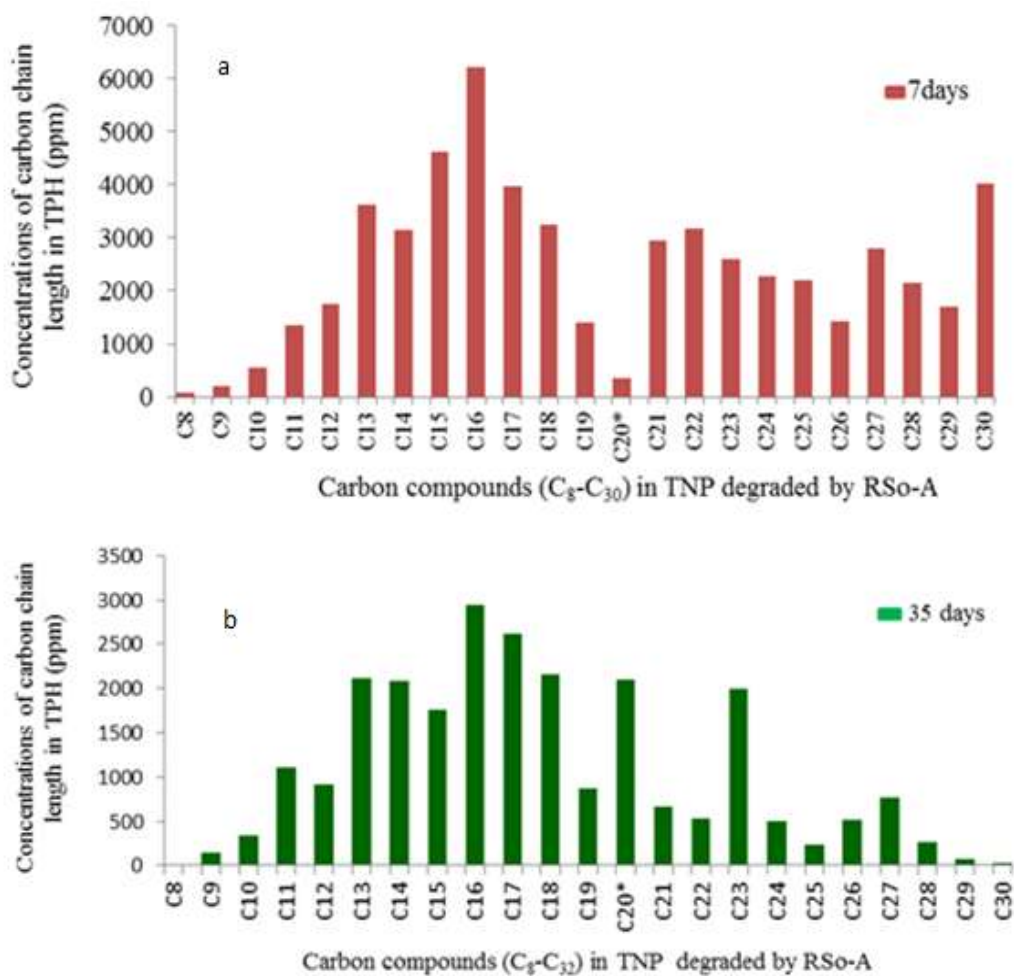 7000
6000
5000
4000
3000
2000
1000
0
Concentrations of carbon chain
length in TPH (ppm)
a
7days
C8 C9 C10 C11 C12 C13 C14 C15 C16 C17 C18 C19 C20* C21 C22 C23 C24 C25 C26 C27 C28 C29 C30
Carbon compounds (C₈-C₃₀) in TNP degraded by RSo-A
3500
3000
2500
2000
1500
1000
500
0
Concentrations of carbon chain
length in TPH (ppm)
b
35 days
C8 C9 C10 C11 C12 C13 C14 C15 C16 C17 C18 C19 C20* C21 C22 C23 C24 C25 C26 C27 C28 C29 C30
Carbon compounds (C₈-C₃₂) in TNP degraded by RSo-A